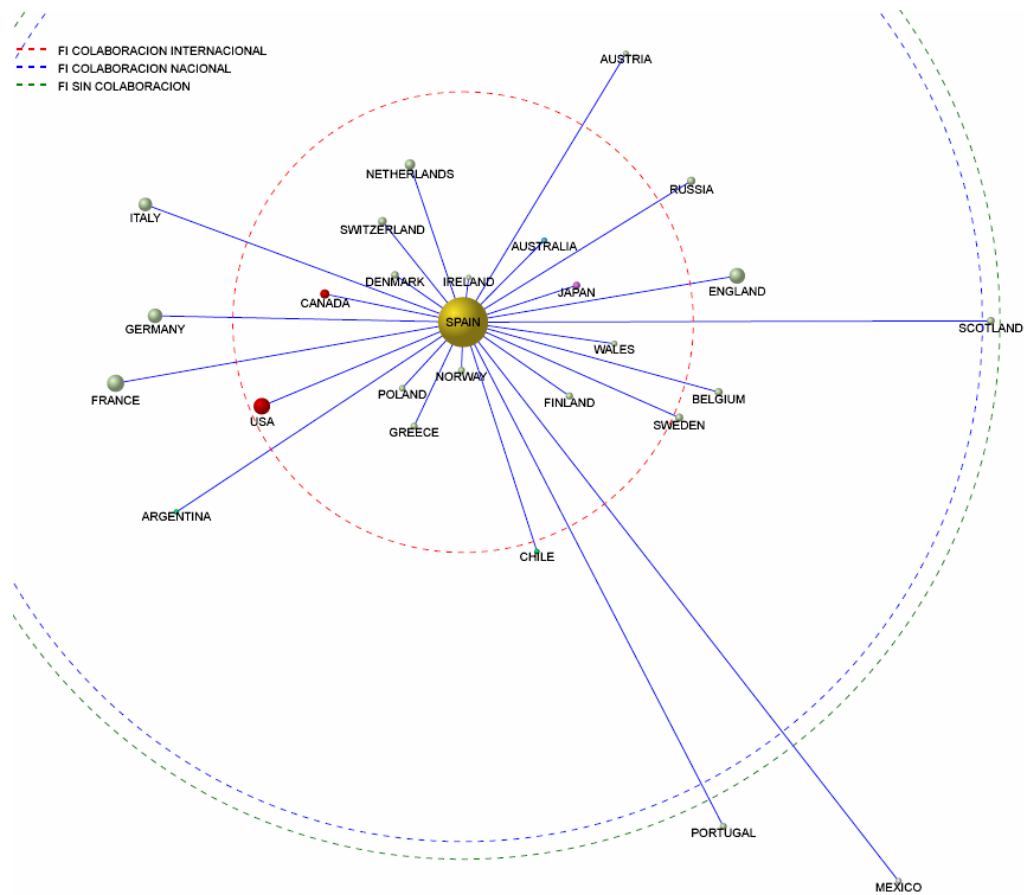 FI COLABORACION INTERNACIONAL
FI COLABORACION NACIONAL
FI SIN COLABORACION
AUSTRIA
NETHERLANDS
RUSSIA
ITALY
SWITZERLAND
AUSTRALIA
DENMARK
IRELAND
CANADA
JAPAN
ENGLAND
GERMANY
SPAIN
SCOTLAND
WALES
NORWAY
FRANCE
POLAND
FINLAND
BELGIUM
USA
GREECE
SWEDEN
ARGENTINA
CHILE
PORTUGAL
MEXICO